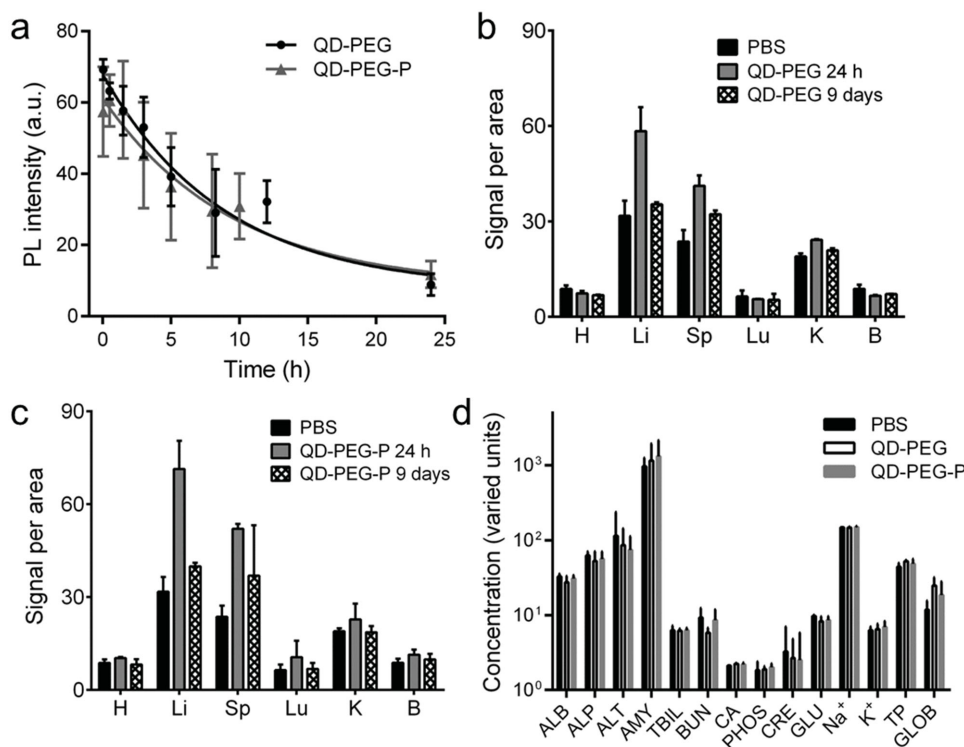 a
80
60
40
20
0
PL intensity (a.u.)
QD-PEG
QD-PEG-P
0 5 10 15 20 25
Time (h)
b
90
60
30
0
Signal per area
PBS
QD-PEG 24 h
QD-PEG 9 days
H Li Sp Lu K B
c
90
60
30
0
Signal per area
PBS
QD-PEG-P 24 h
QD-PEG-P 9 days
H Li Sp Lu K B
d
10³
10²
10¹
10⁰
Concentration (varied units)
PBS
QD-PEG
QD-PEG-P
ALB ALP ALT AMY TBIL BUN CA PHOS CRE GLU Na⁺ K⁺ TP GLOB